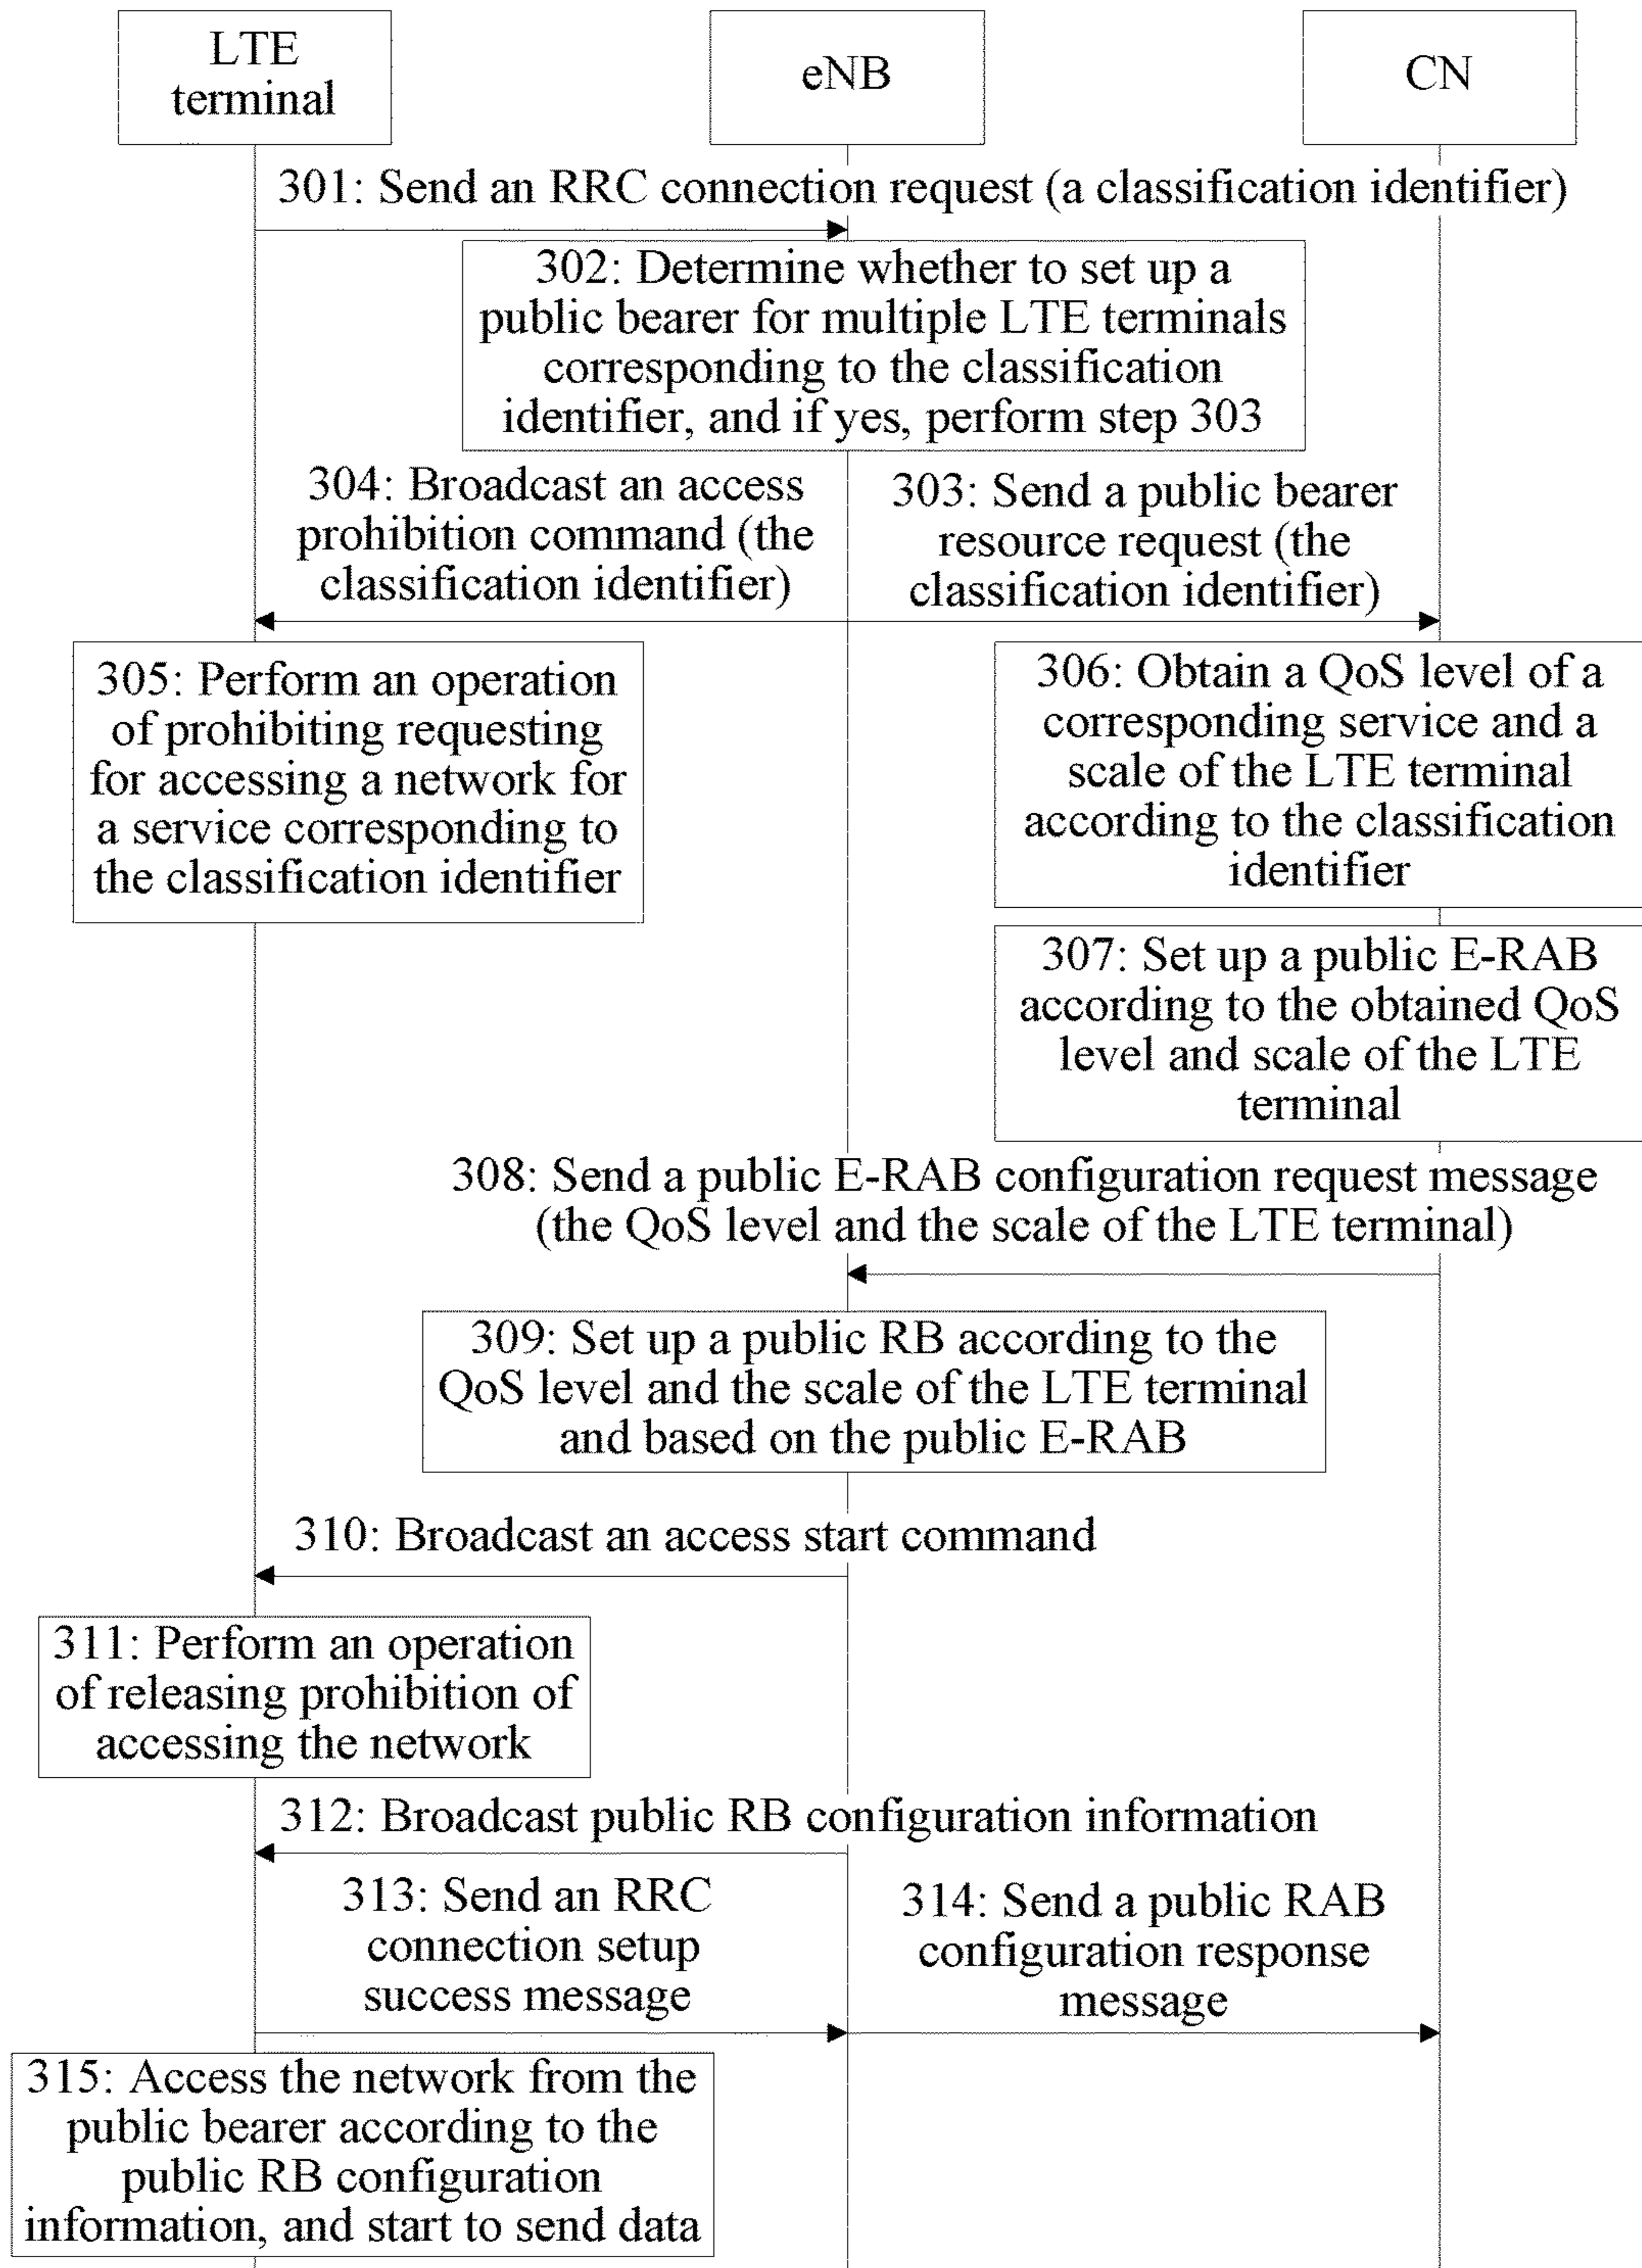 LTE
terminal
eNB
CN
301: Send an RRC connection request (a classification identifier)
302: Determine whether to set up a
public bearer for multiple LTE terminals
corresponding to the classification
identifier, and if yes, perform step 303
304: Broadcast an access
prohibition command (the
classification identifier)
303: Send a public bearer
resource request (the
classification identifier)
305: Perform an operation
of prohibiting requesting
for accessing a network for
a service corresponding to
the classification identifier
306: Obtain a QoS level of a
corresponding service and a
scale of the LTE terminal
according to the classification
identifier
307: Set up a public E-RAB
according to the obtained QoS
level and scale of the LTE
terminal
308: Send a public E-RAB configuration request message
(the QoS level and the scale of the LTE terminal)
309: Set up a public RB according to the
QoS level and the scale of the LTE terminal
and based on the public E-RAB
310: Broadcast an access start command
311: Perform an operation
of releasing prohibition of
accessing the network
312: Broadcast public RB configuration information
313: Send an RRC
connection setup
success message
314: Send a public RAB
configuration response
message
315: Access the network from the
public bearer according to the
public RB configuration
information, and start to send data